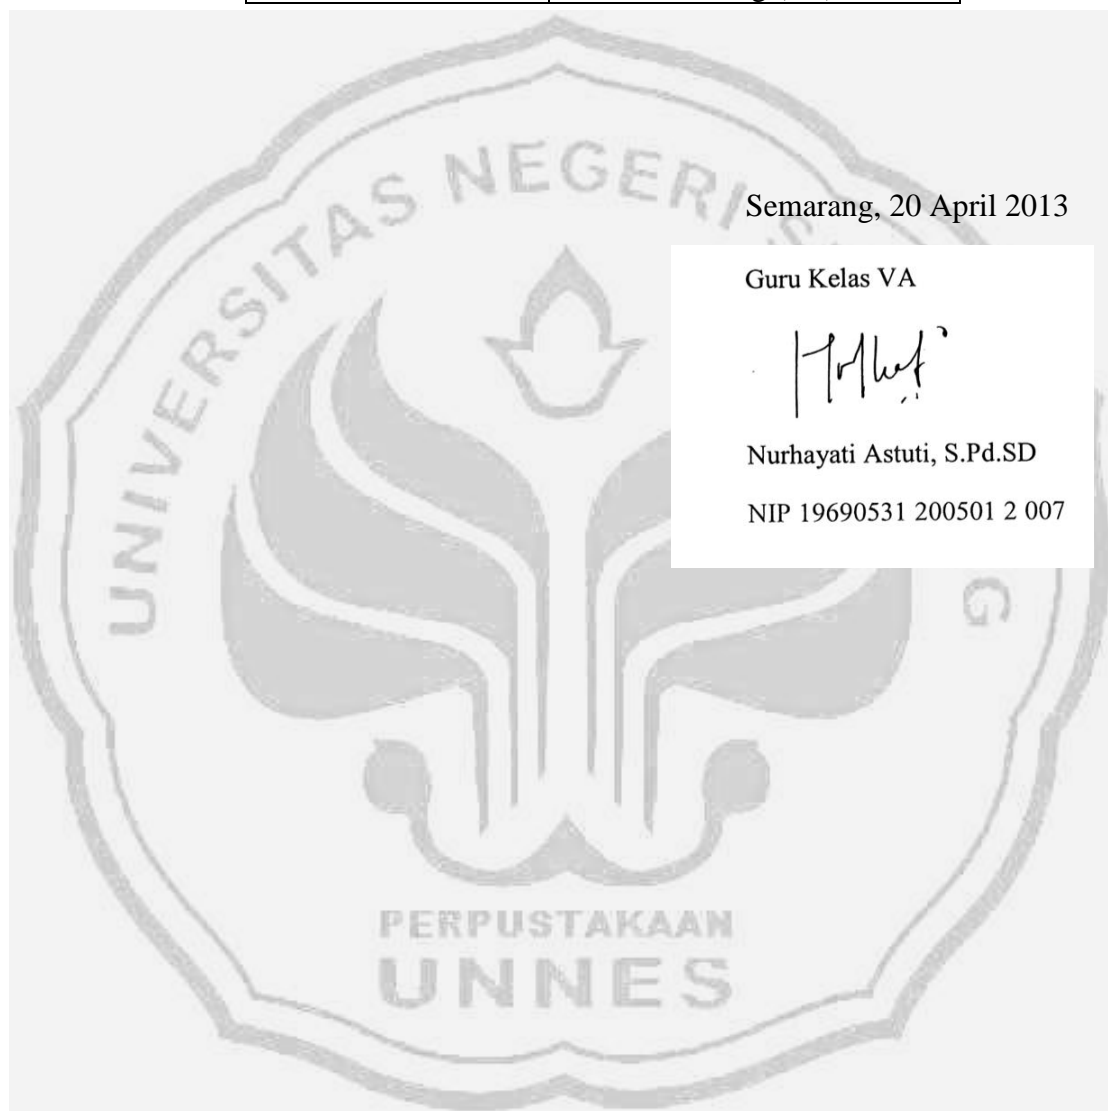 Semarang, 20 April 2013
Guru Kelas VA
Nurhayati Astuti, S.Pd.SD
NIP 19690531 200501 2 007
UNIVERSITAS NEGERI S G
PERPUSTAKAAN
UNNES